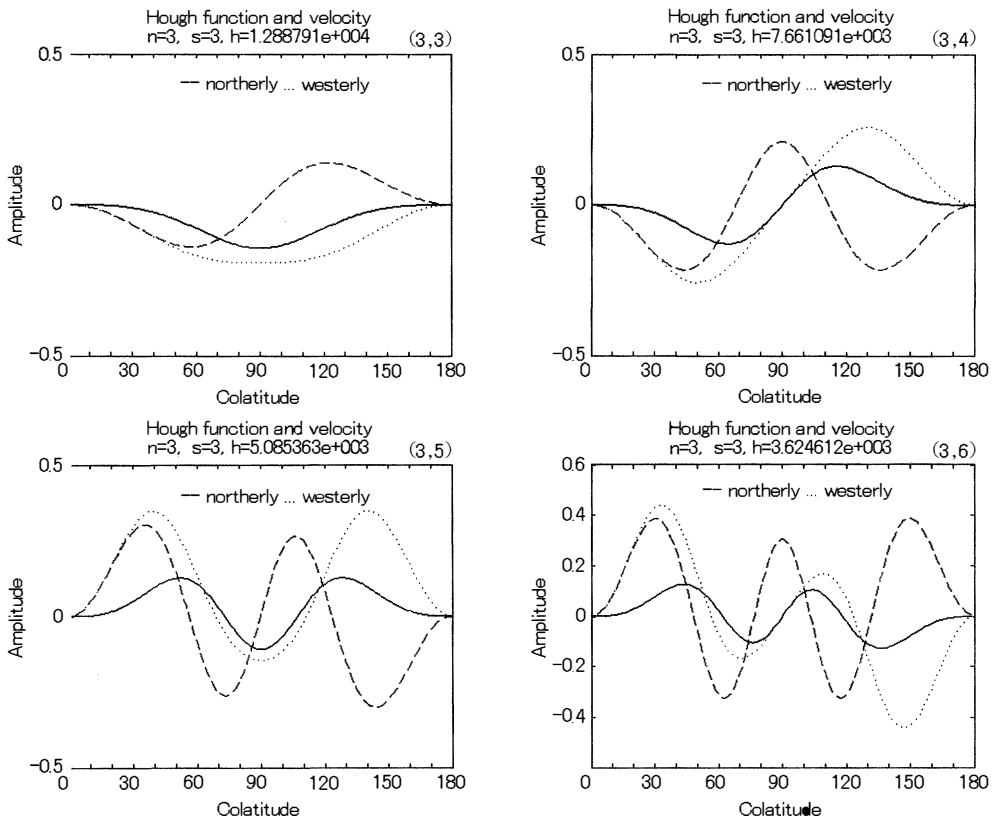 Hough function and velocity
n=3, s=3, h=1.288791e+004
(3,3)
0.5
-- northerly ... westerly
0
Amplitude
-0.5
0 30 60 90 120 150 180
Colatitude
Hough function and velocity
n=3, s=3, h=7.661091e+003
(3,4)
0.5
-- northerly ... westerly
0
Amplitude
-0.5
0 30 60 90 120 150 180
Colatitude
Hough function and velocity
n=3, s=3, h=5.085363e+003
(3,5)
0.5
-- northerly ... westerly
0
Amplitude
-0.5
0 30 60 90 120 150 180
Colatitude
Hough function and velocity
n=3, s=3, h=3.624612e+003
(3,6)
0.6
-- northerly ... westerly
0.4
0.2
0
Amplitude
-0.2
-0.4
0 30 60 90 120 150 180
Colatitude